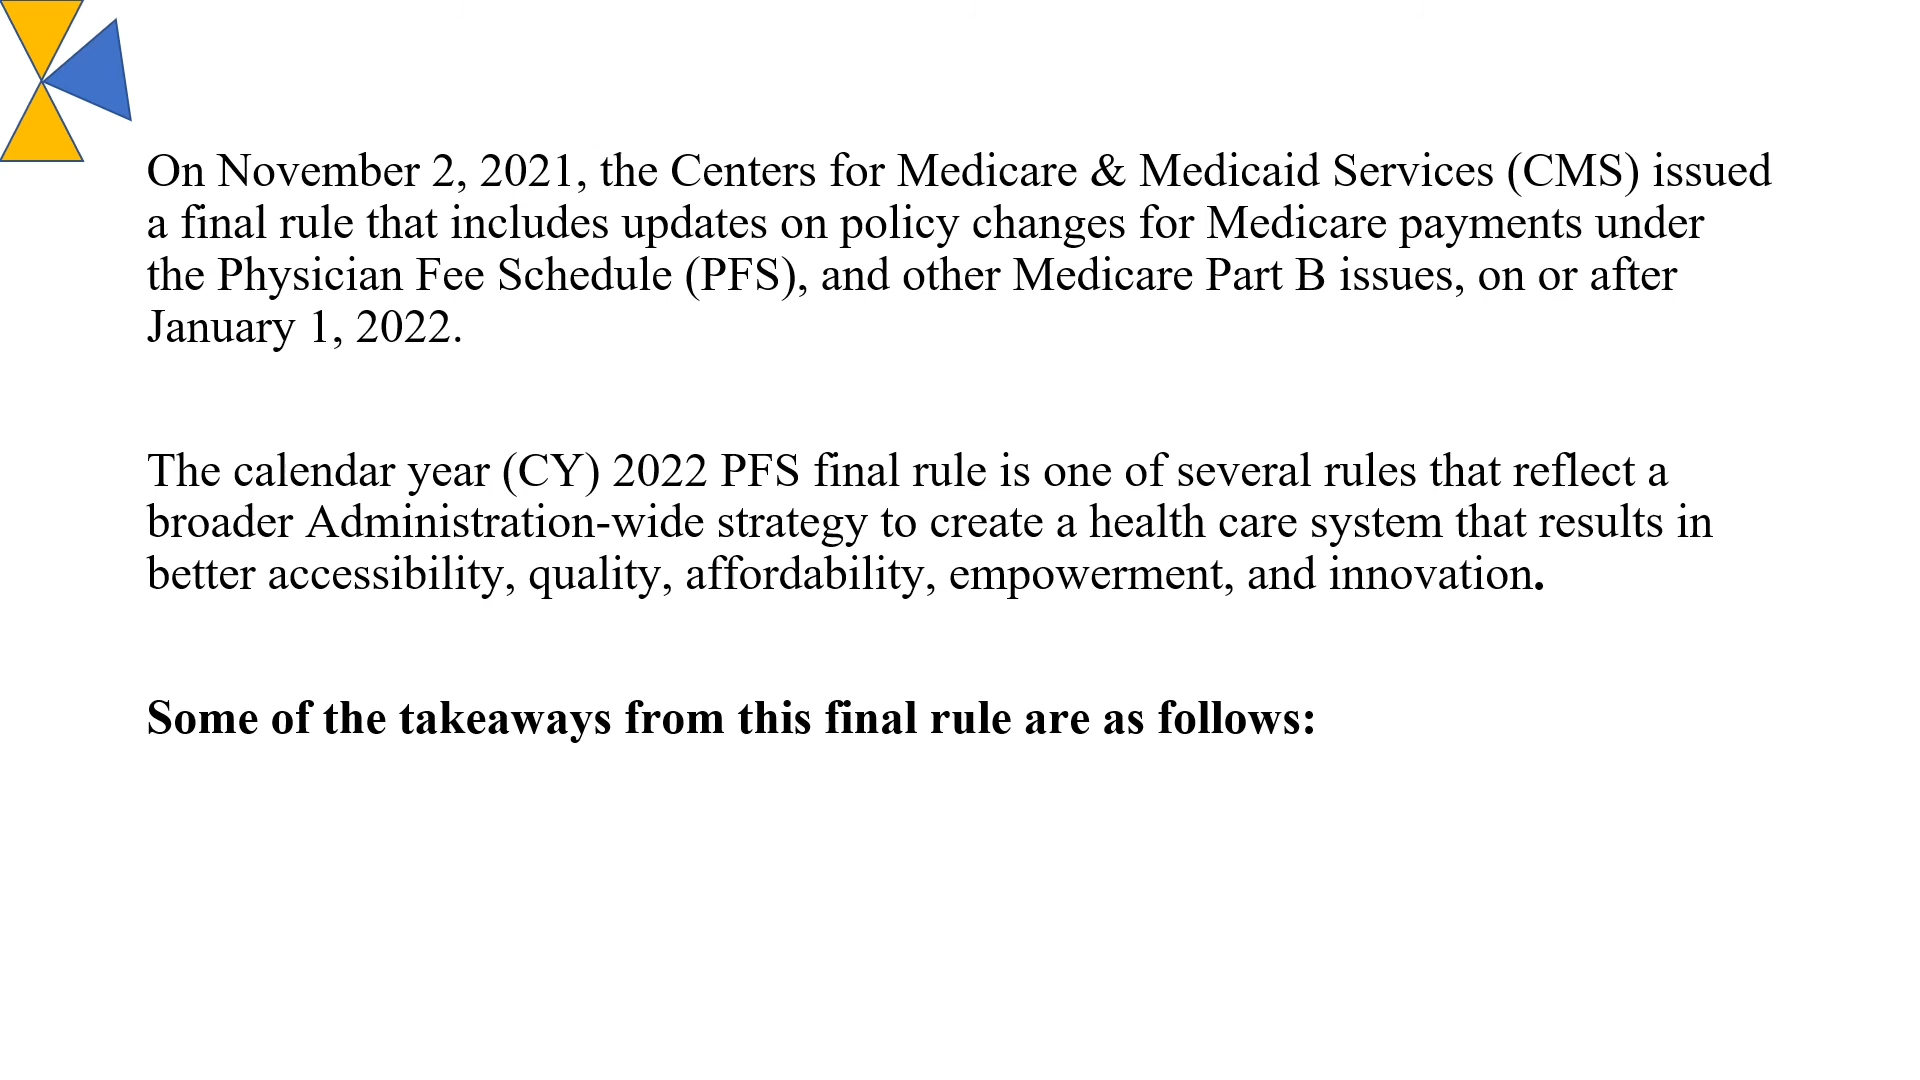 On November 2, 2021, the Centers for Medicare & Medicaid Services (CMS) issued
a final rule that includes updates on policy changes for Medicare payments under
the Physician Fee Schedule (PFS), and other Medicare Part B issues, on or after
January 1, 2022.
The calendar year (CY) 2022 PFS final rule is one of several rules that reflect a
broader Administration-wide strategy to create a health care system that results in
better accessibility, quality, affordability, empowerment, and innovation.
Some of the takeaways from this final rule are as follows: